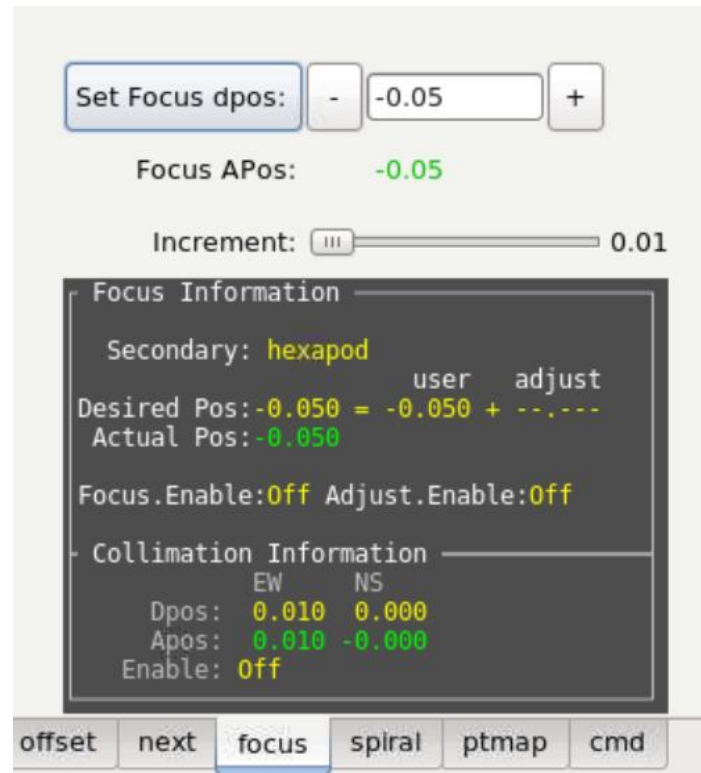 Set Focus dpos: - -0.05 +
Focus APos: -0.05
Increment: 0.01
Focus Information
Secondary: hexapod
user adjust
Desired Pos:-0.050 = -0.050 + --.---
Actual Pos:-0.050
Focus.Enable:Off Adjust.Enable:Off
Collimation Information
EW NS
Dpos: 0.010 0.000
Apos: 0.010 -0.000
Enable: Off
offset next focus spiral ptmap cmd